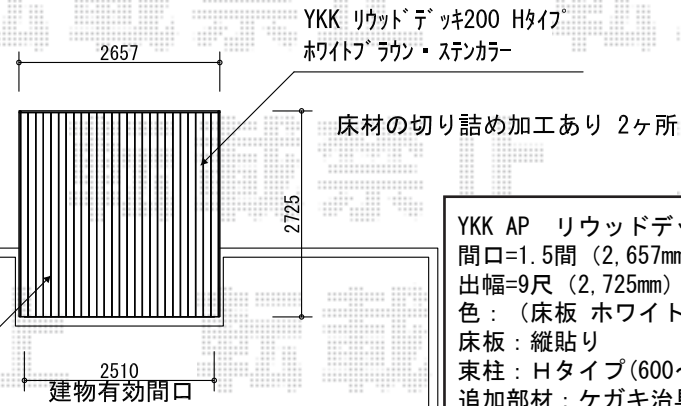 YKK リウッドデッキ200 Hタイプ
ホワイトブラウン・ステンカラー
2657
床材の切り詰め加工あり 2ヶ所
2725
YKK AP リウッドデッ
間口=1.5間 (2,657mm
出幅=9尺 (2,725mm)
色：（床板 ホワイト
床板：縦貼り
束柱：Hタイプ(600~
追加部材：ケガキ治具
2510
建物有効間口